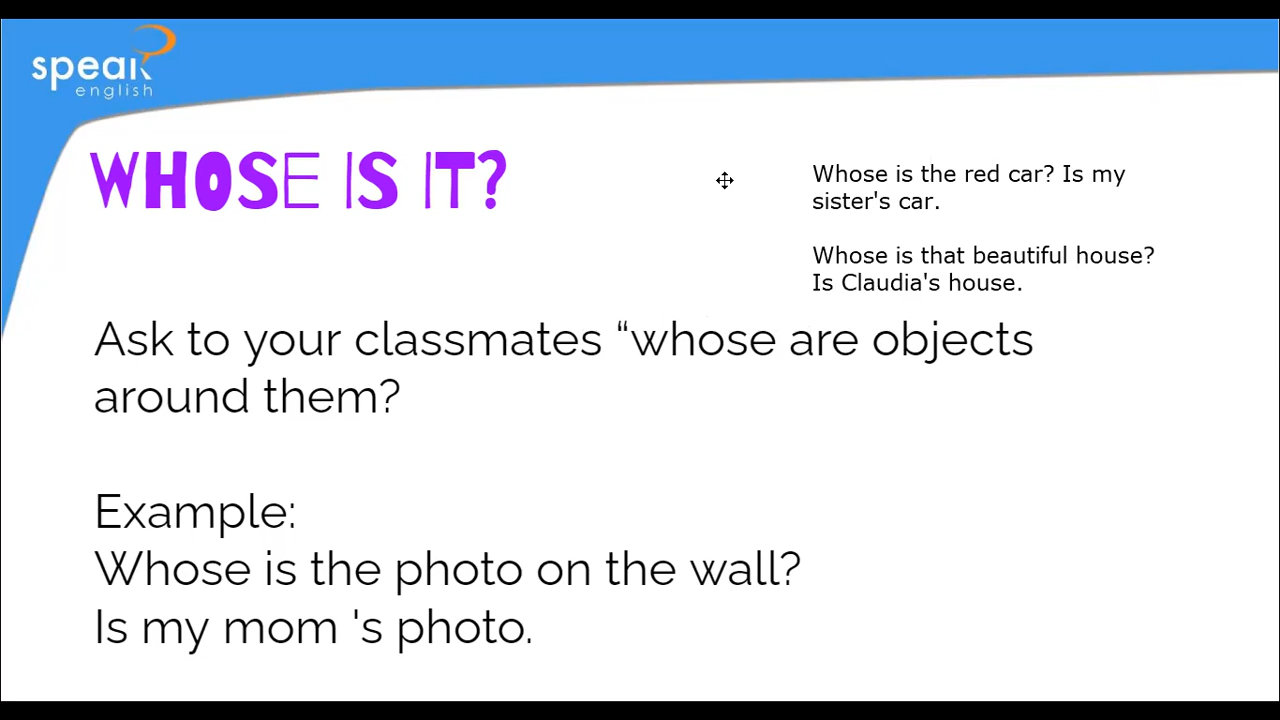 speak
english
WHOSE IS IT?
Whose is the red car? Is my
sister's car.
Whose is that beautiful house?
Is Claudia's house.
Ask to your classmates “whose are objects
around them?
Example:
Whose is the photo on the wall?
Is my mom 's photo.